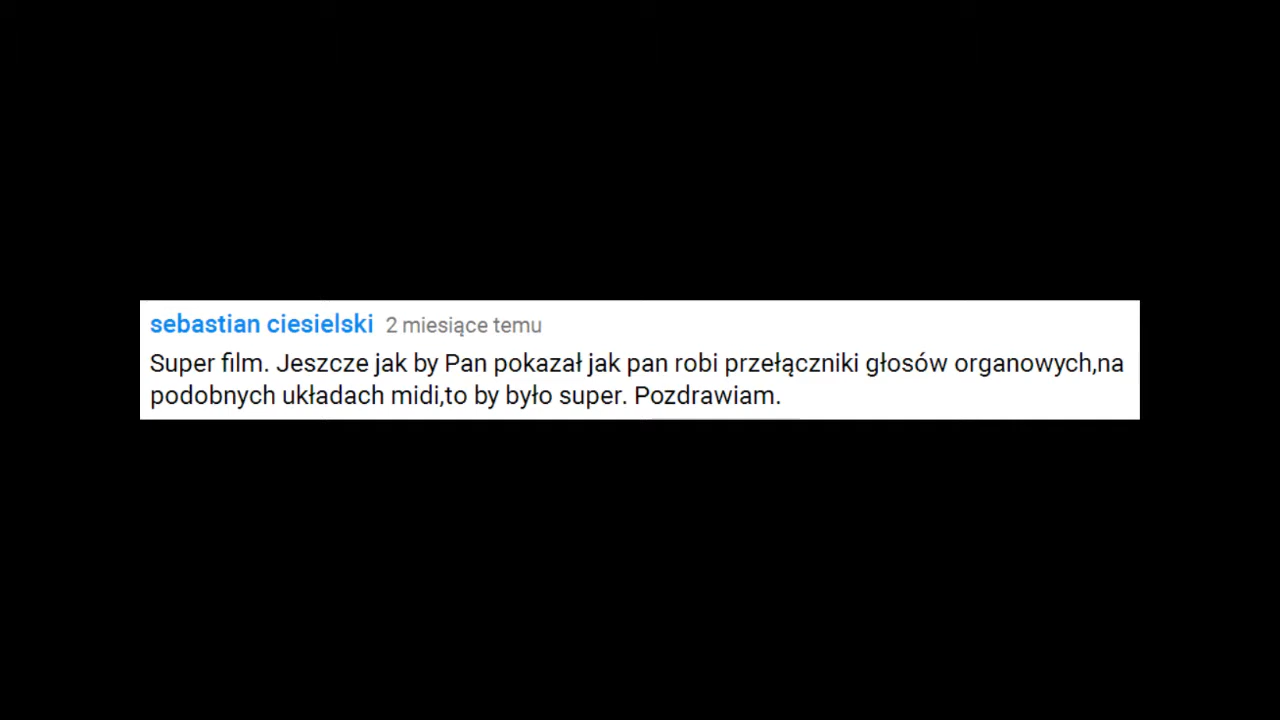 sebastian ciesielski 2 miesiące temu
Super film. Jeszcze jak by Pan pokazał jak pan robi przełączniki głosów organowych,na
podobnych układach midi,to by było super. Pozdrawiam.